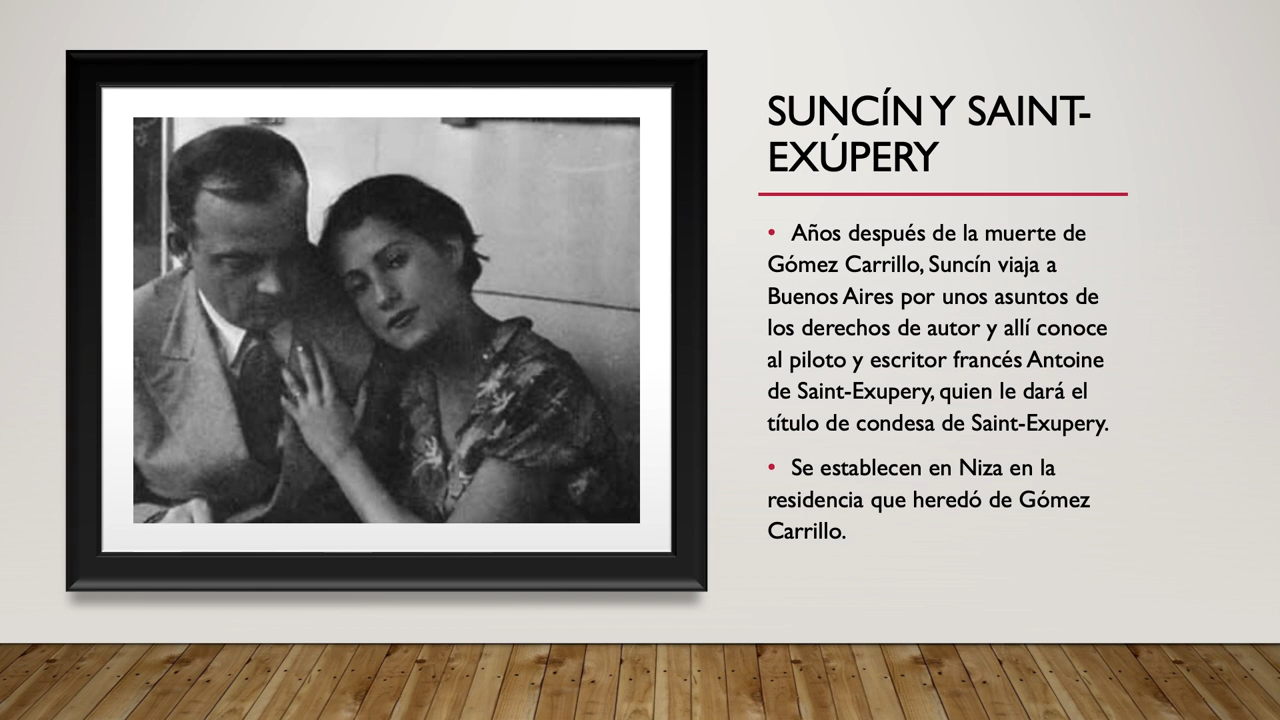 SUNCÍN Y SAINT-
EXÚPERY
• Años después de la muerte de
Gómez Carrillo, Suncín viaja a
Buenos Aires por unos asuntos de
los derechos de autor y allí conoce
al piloto y escritor francés Antoine
de Saint-Exupery, quien le dará el
título de condesa de Saint-Exupery.
• Se establecen en Niza en la
residencia que heredó de Gómez
Carrillo.